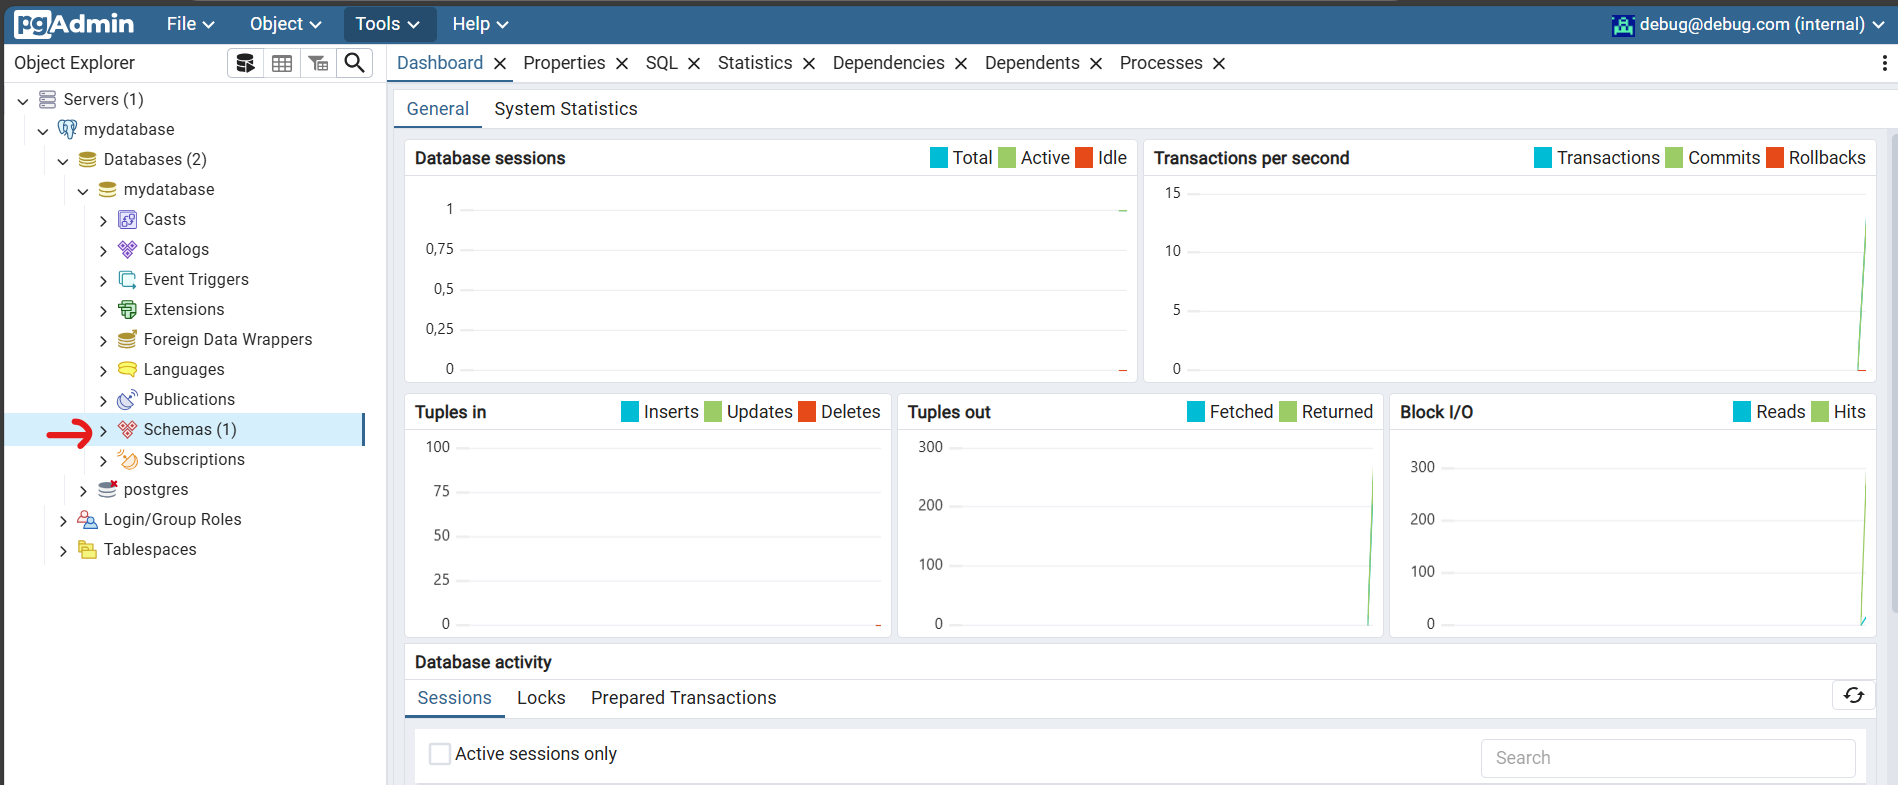 pgAdmin File Object Tools Help debug@debug.com (internal)
Object Explorer
Dashboard Properties SQL Statistics Dependencies Dependents Processes
Servers (1)
mydatabase
Databases (2)
mydatabase
Casts
Catalogs
Event Triggers
Extensions
Foreign Data Wrappers
Languages
Publications
Schemas (1)
Subscriptions
postgres
Login/Group Roles
Tablespaces
General System Statistics
Database sessions Total Active Idle
1
0,75
0,5
0,25
0
Transactions per second Transactions Commits Rollbacks
15
10
5
0
Tuples in Inserts Updates Deletes
100
75
50
25
0
Tuples out Fetched Returned
300
200
100
0
Block I/O Reads Hits
300
200
100
0
Database activity
Sessions Locks Prepared Transactions
Active sessions only Search